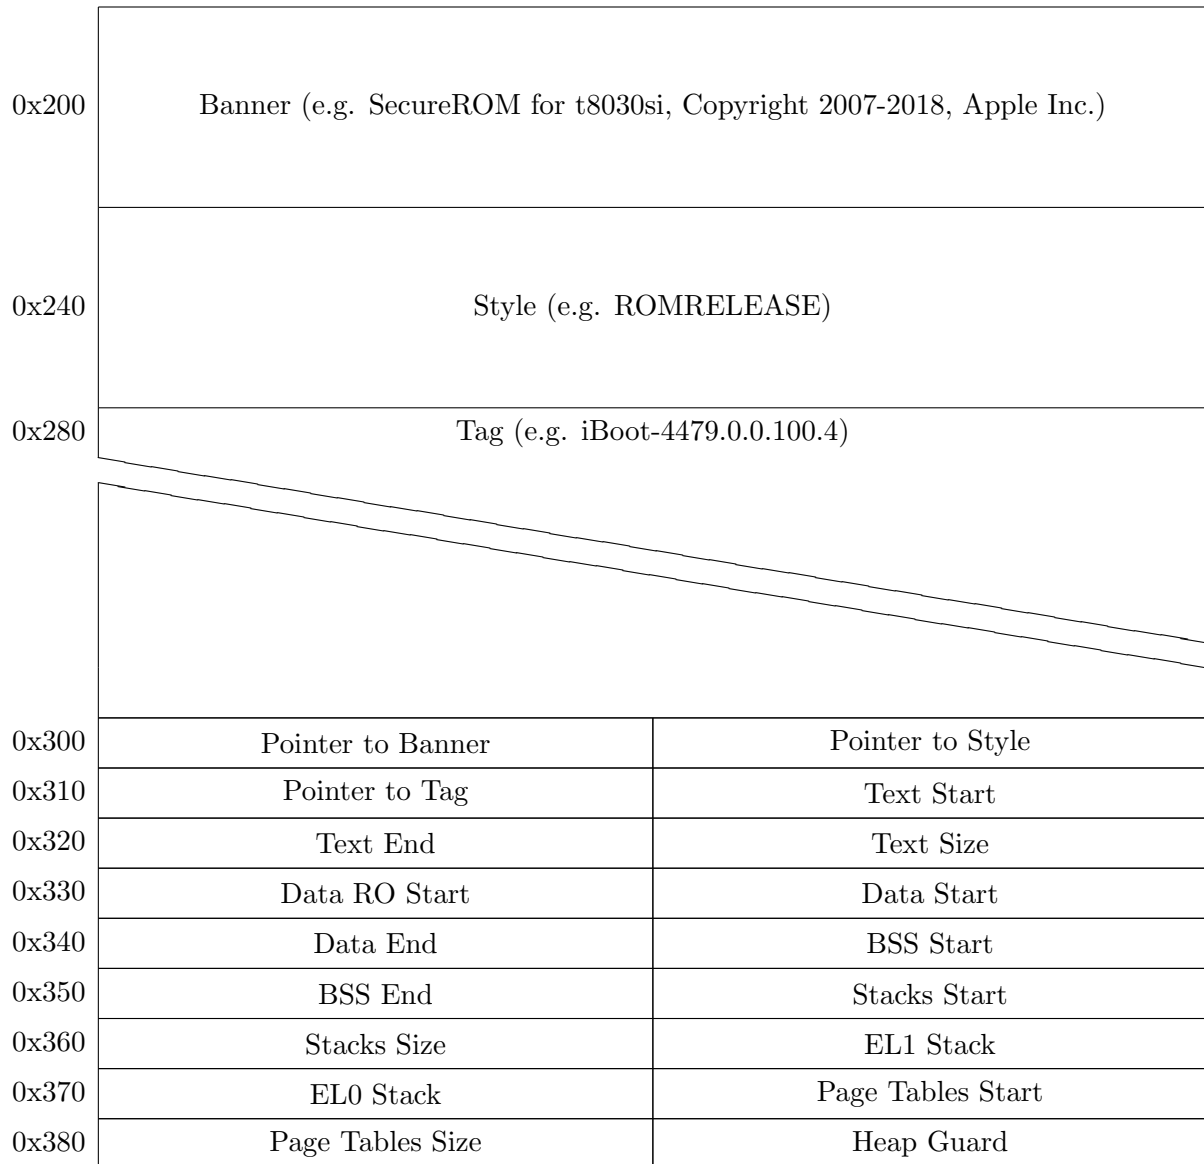 0x200 Banner (e.g. SecureROM for t8030si, Copyright 2007-2018, Apple Inc.)
0x240 Style (e.g. ROMRELEASE)
0x280 Tag (e.g. iBoot-4479.0.0.100.4)
0x300 Pointer to Banner Pointer to Style
0x310 Pointer to Tag Text Start
0x320 Text End Text Size
0x330 Data RO Start Data Start
0x340 Data End BSS Start
0x350 BSS End Stacks Start
0x360 Stacks Size EL1 Stack
0x370 EL0 Stack Page Tables Start
0x380 Page Tables Size Heap Guard